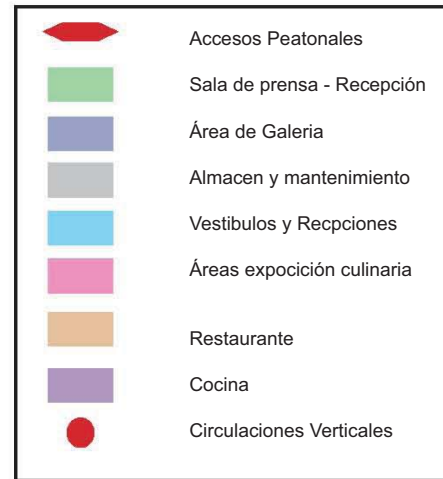 Accesos Peatonales
Sala de prensa - Recepción
Área de Galeria
Almacen y mantenimiento
Vestibulos y Recpciones
Áreas expocición culinaria
Restaurante
Cocina
Circulaciones Verticales